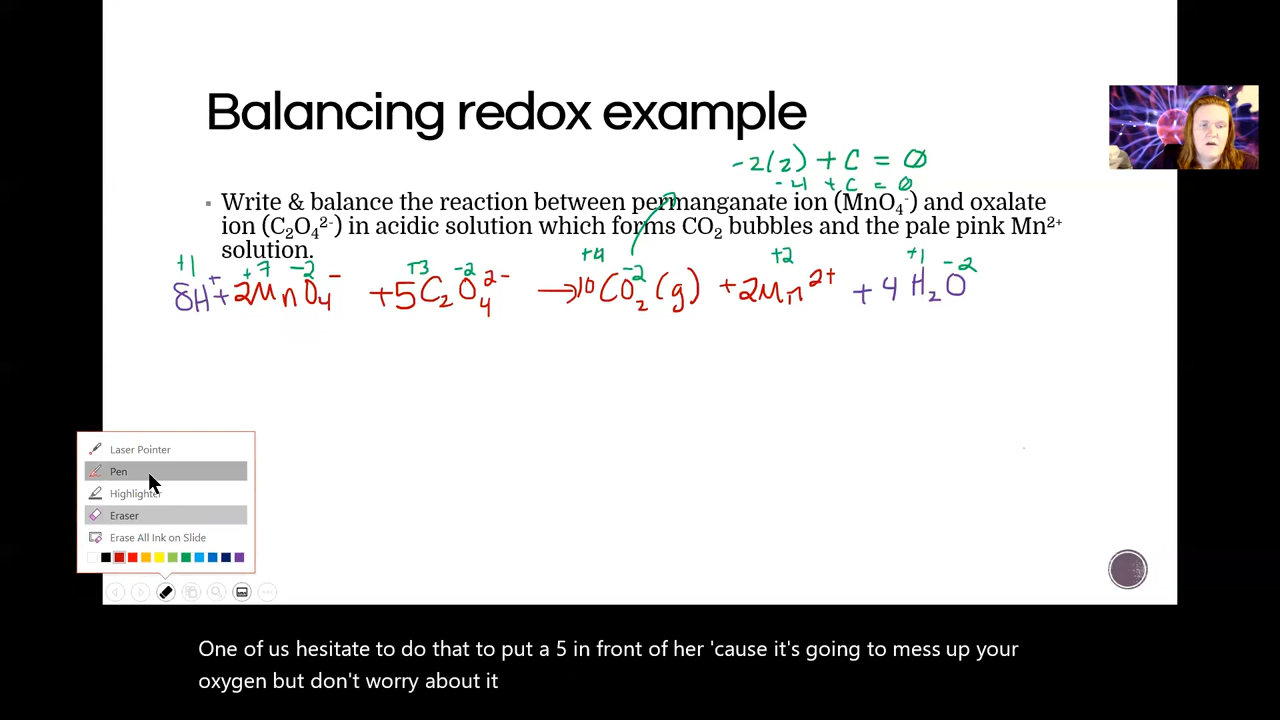 Balancing redox example
-2(2) + C = 0
-4 + C = 0
▪ Write & balance the reaction between permanganate ion (MnO₄⁻) and oxalate
ion (C₂O₄²⁻) in acidic solution which forms CO₂ bubbles and the pale pink Mn²⁺
solution.
+1 +7 -2 +3 -2 +4 -2 +2 +1 -2
8H⁺ + 2MnO₄⁻ + 5C₂O₄²⁻ → 10CO₂(g) + 2Mn²⁺ + 4H₂O
Laser Pointer
Pen
Highlighter
Eraser
Erase All Ink on Slide
One of us hesitate to do that to put a 5 in front of her 'cause it's going to mess up your
oxygen but don't worry about it